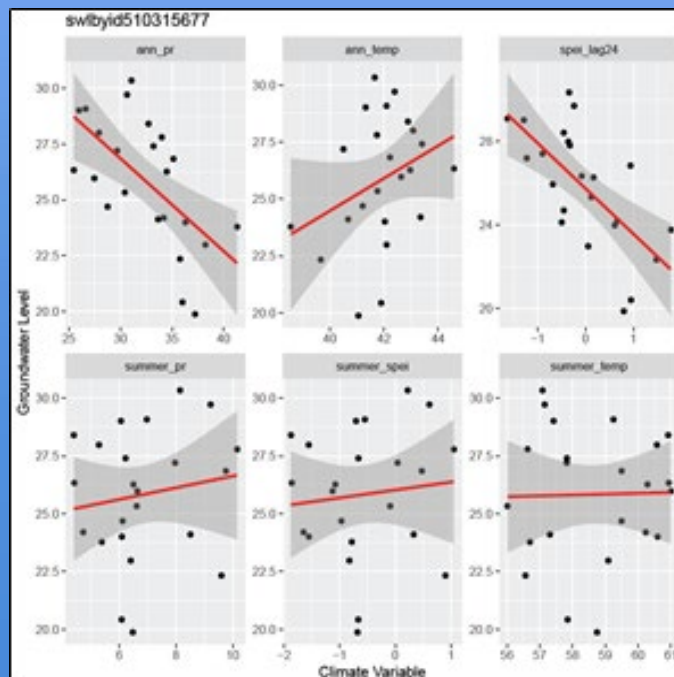 swlbyid510315677
ann_pr ann_temp spei_lag24
30.0 30.0
27.5 27.5 28
25.0 25.0 24
22.5 22.5
20.0 20.0 20
25 30 35 40 40 42 44 -1 0 1
Groundwater Level
summer_pr summer_spei summer_temp
30.0 30.0 30.0
27.5 27.5 27.5
25.0 25.0 25.0
22.5 22.5 22.5
20.0 20.0 20.0
6 8 10 -2 -1 0 1 56 57 58 59 60 61
Climate Variable